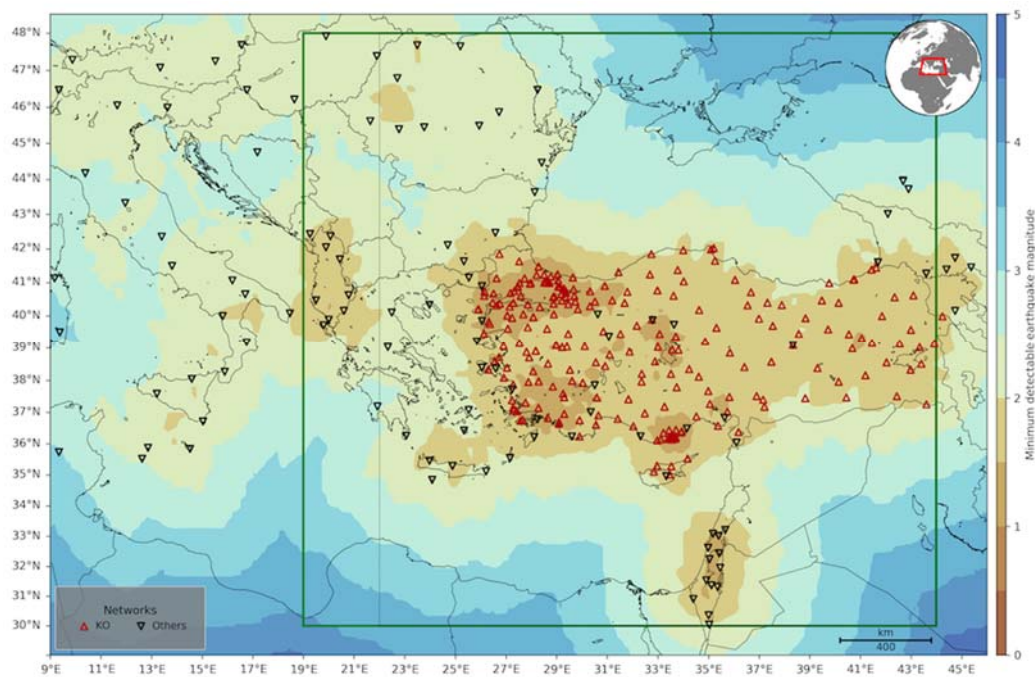 48°N
47°N
46°N
45°N
44°N
43°N
42°N
41°N
40°N
39°N
38°N
37°N
36°N
35°N
34°N
33°N
32°N
31°N
30°N
9°E 11°E 13°E 15°E 17°E 19°E 21°E 23°E 25°E 27°E 29°E 31°E 33°E 35°E 37°E 39°E 41°E 43°E 45°E
Networks
KO Others
km
400
5
4
3
2
1
0
Minimum detectable earthquake magnitude